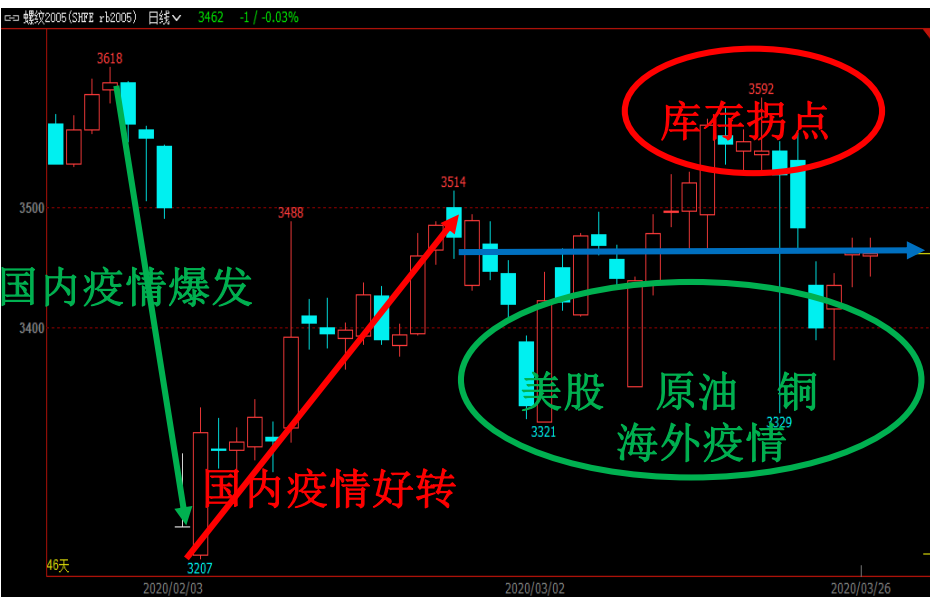 螺纹2005(SHFE rb2005) 日线 3462 -1 / -0.03%
3618
3592
库存拐点
3514
3500
3488
国内疫情爆发
3400
美股 原油 铜
3329
3321
海外疫情
国内疫情好转
46天
3207
2020/02/03 2020/03/02 2020/03/26